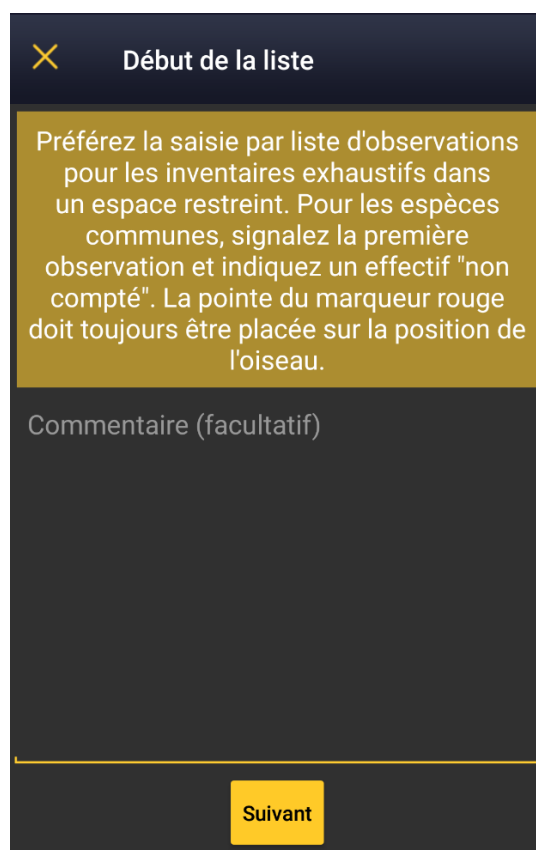 Début de la liste
Préférez la saisie par liste d'observations
pour les inventaires exhaustifs dans
un espace restreint. Pour les espèces
communes, signalez la première
observation et indiquez un effectif "non
compté". La pointe du marqueur rouge
doit toujours être placée sur la position de
l'oiseau.
Commentaire (facultatif)
Suivant